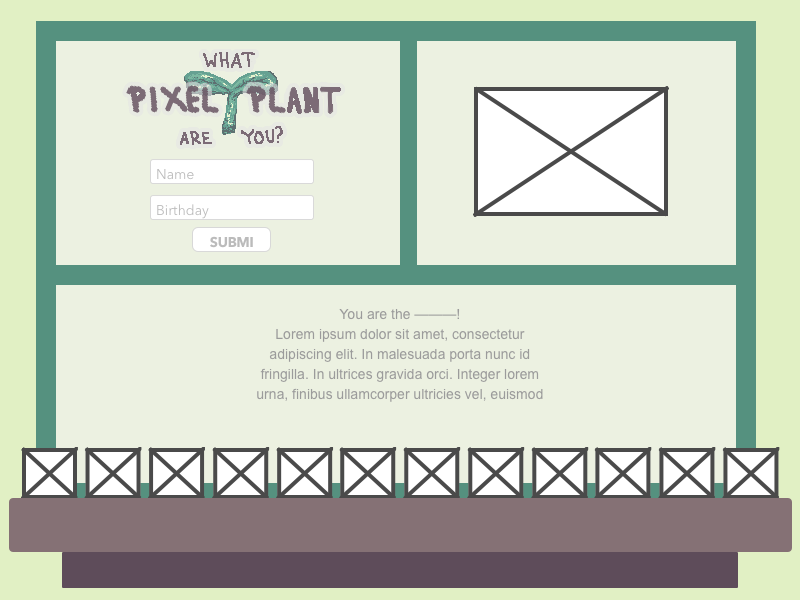 WHAT
PIXEL PLANT
ARE YOU?
Name
Birthday
SUBMI
You are the ———!
Lorem ipsum dolor sit amet, consectetur
adipiscing elit. In malesuada porta nunc id
fringilla. In ultrices gravida orci. Integer lorem
urna, finibus ullamcorper ultricies vel, euismod